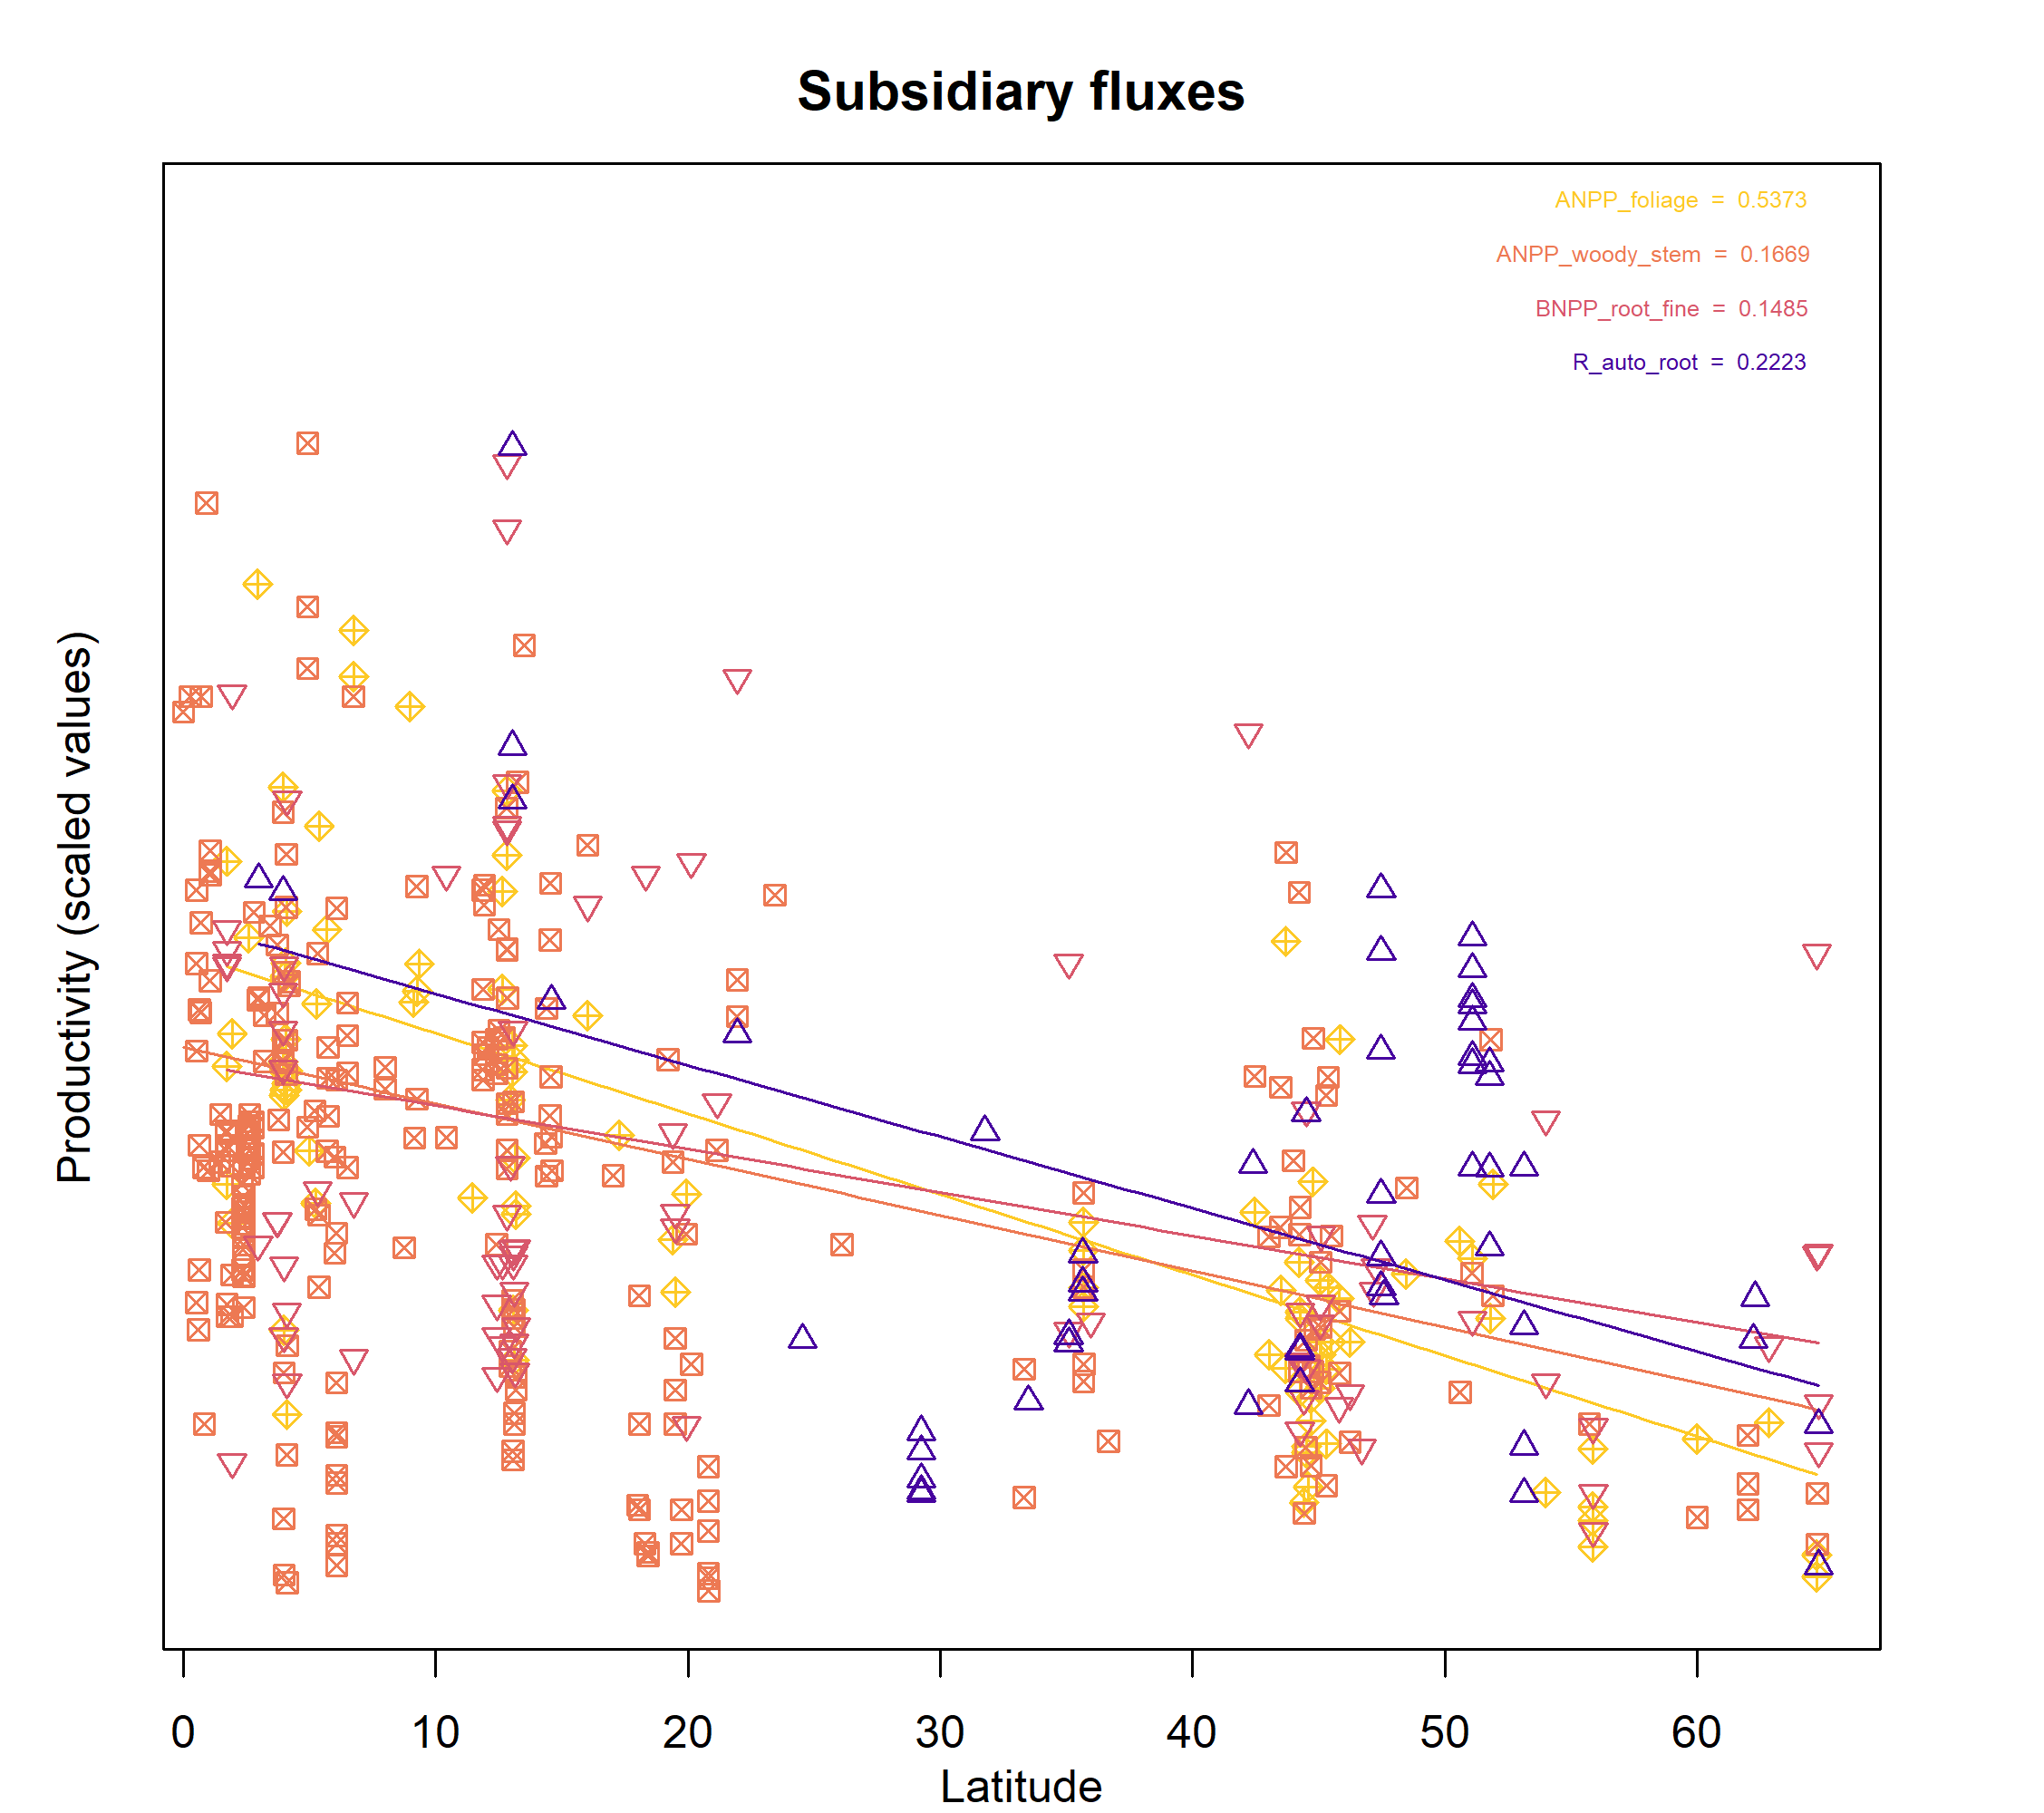 Subsidiary fluxes
ANPP_foliage = 0.5373
ANPP_woody_stem = 0.1669
BNPP_root_fine = 0.1485
R_auto_root = 0.2223
Productivity (scaled values)
0 10 20 30 40 50 60
Latitude